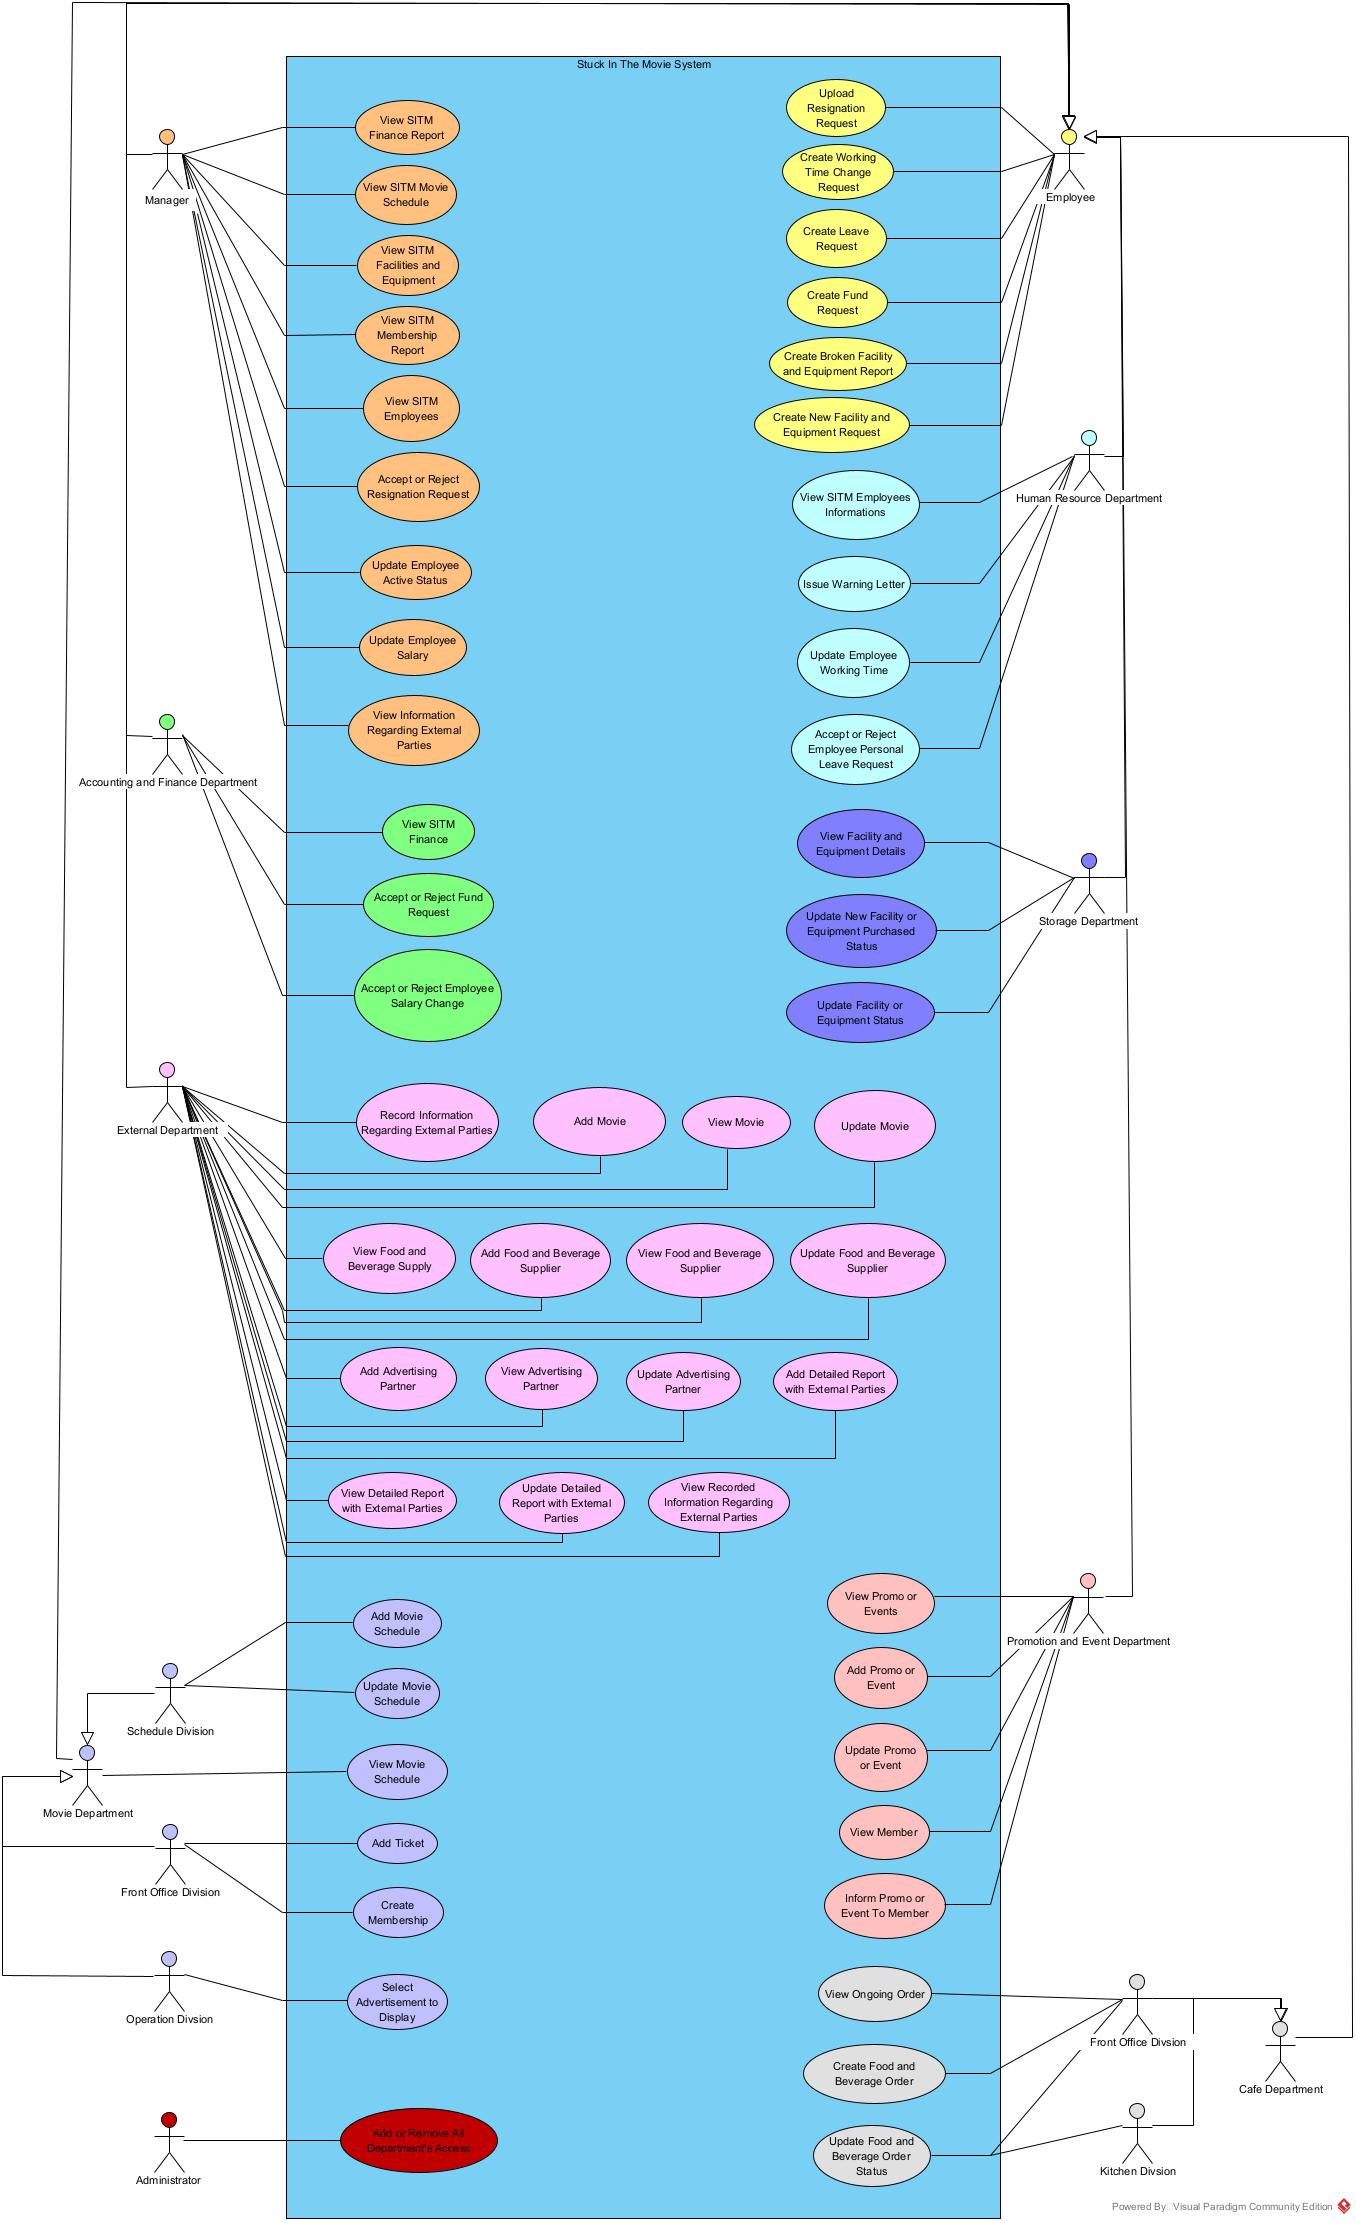 Stuck In The Movie System
View SITM
Finance Report
View SITM Movie
Schedule
View SITM
Facilities and
Equipment
View SITM
Membership
Report
View SITM
Employees
Accept or Reject
Resignation Request
Update Employee
Active Status
Update Employee
Salary
View Information
Regarding External
Parties
Manager
Upload
Resignation
Request
Create Working
Time Change
Request
Create Leave
Request
Create Fund
Request
Create Broken Facility
and Equipment Report
Create New Facility and
Equipment Request
Employee
View SITM Employees
Informations
Issue Warning Letter
Update Employee
Working Time
Accept or Reject
Employee Personal
Leave Request
Human Resource Department
Accounting and Finance Department
View SITM
Finance
Accept or Reject Fund
Request
Accept or Reject Employee
Salary Change
View Facility and
Equipment Details
Update New Facility or
Equipment Purchased
Status
Update Facility or
Equipment Status
Storage Department
External Department
Record Information
Regarding External Parties
Add Movie
View Movie
Update Movie
View Food and
Beverage Supply
Add Food and Beverage
Supplier
View Food and Beverage
Supplier
Update Food and Beverage
Supplier
Add Advertising
Partner
View Advertising
Partner
Update Advertising
Partner
Add Detailed Report
with External Parties
View Detailed Report
with External Parties
Update Detailed
Report with External
Parties
View Recorded
Information Regarding
External Parties
Add Movie
Schedule
Update Movie
Schedule
View Movie
Schedule
Add Ticket
Create
Membership
Select
Advertisement to
Display
Schedule Division
Movie Department
Front Office Division
Operation Divsion
View Promo or
Events
Add Promo or
Event
Update Promo
or Event
View Member
Inform Promo or
Event To Member
Promotion and Event Department
View Ongoing Order
Create Food and
Beverage Order
Update Food and
Beverage Order
Status
Front Office Divsion
Cafe Department
Kitchen Divsion
Add or Remove All
Department's Access
Administrator
Powered By Visual Paradigm Community Edition